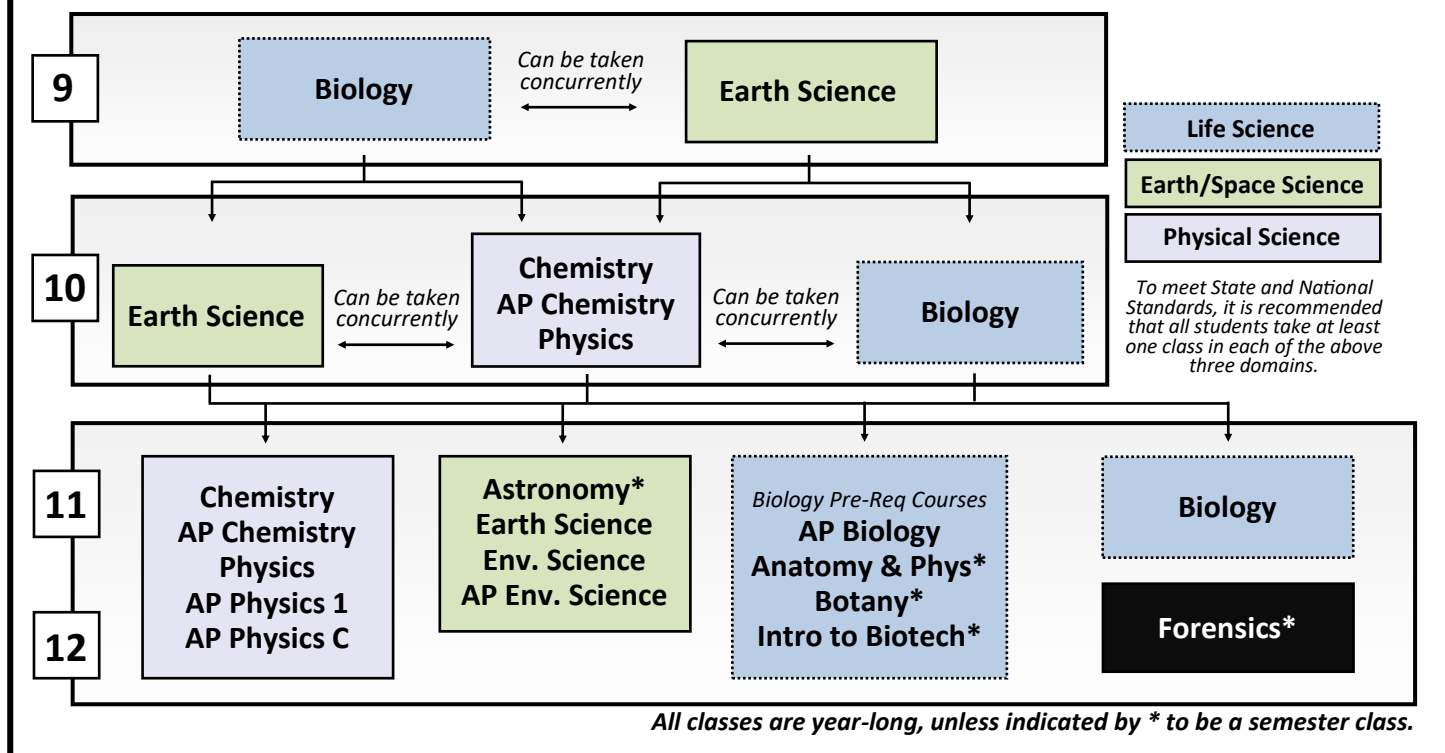 9
Biology
Can be taken
concurrently
Earth Science
Life Science
Earth/Space Science
Physical Science
To meet State and National
Standards, it is recommended
that all students take at least
one class in each of the above
three domains.
10
Earth Science
Can be taken
concurrently
Chemistry
AP Chemistry
Physics
Can be taken
concurrently
Biology
11
12
Chemistry
AP Chemistry
Physics
AP Physics 1
AP Physics C
Astronomy*
Earth Science
Env. Science
AP Env. Science
Biology Pre-Req Courses
AP Biology
Anatomy & Phys*
Botany*
Intro to Biotech*
Biology
Forensics*
All classes are year-long, unless indicated by * to be a semester class.